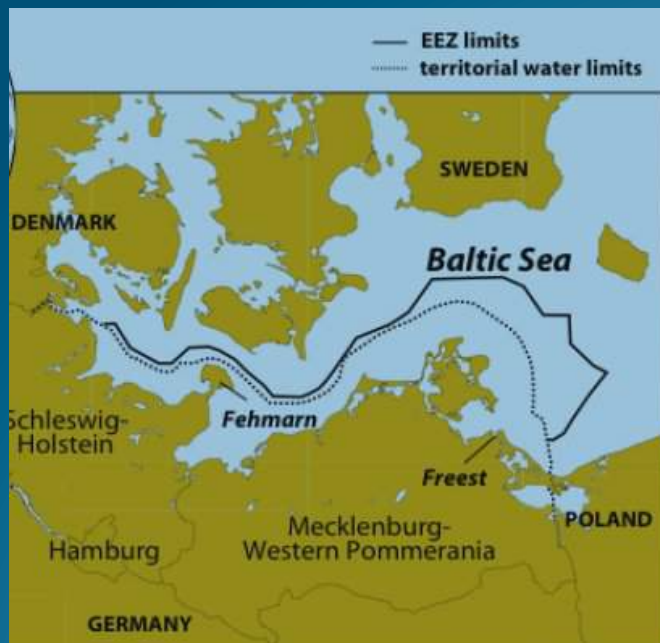 EEZ limits
territorial water limits
SWEDEN
DENMARK
Baltic Sea
Fehmarn
Schleswig-
Holstein
Freest
POLAND
Mecklenburg-
Western Pommerania
Hamburg
GERMANY